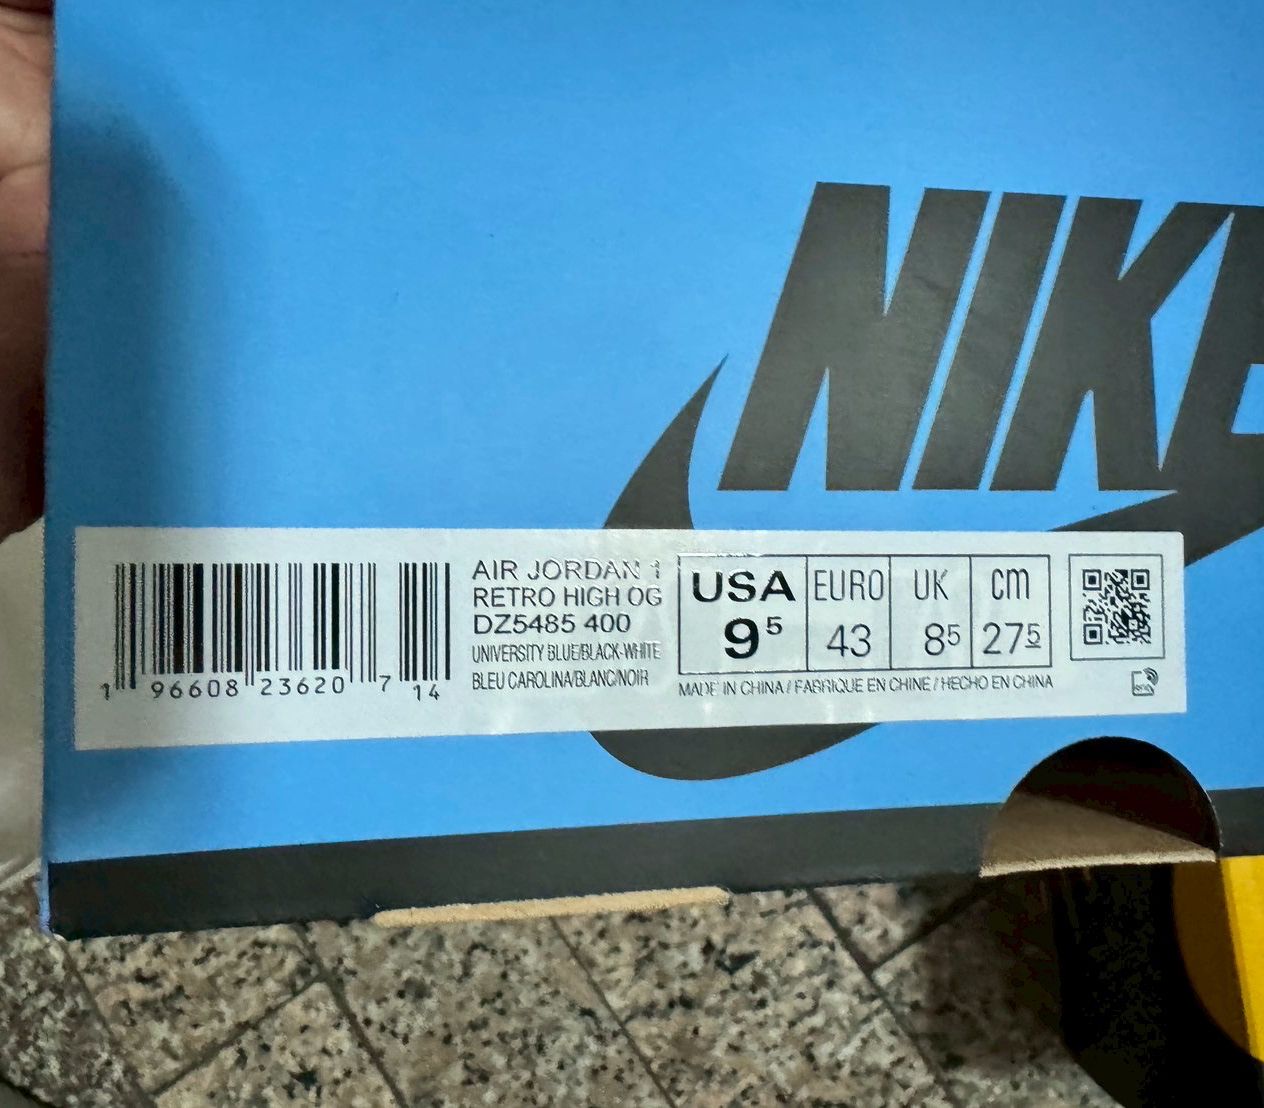 NIKE
AIR JORDAN 1
RETRO HIGH OG
DZ5485 400
UNIVERSITY BLUE/BLACK-WHITE
BLEU CAROLINA/BLANC/NOIR
1 96608 23620 7 14
USA EURO UK cm
9⁵ 43 8⁵ 27⁵
MADE IN CHINA / FABRIQUE EN CHINE / HECHO EN CHINA